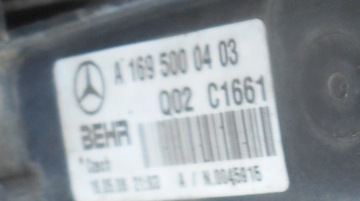 A 169 500 04 03
Q02 C1661
BEHR
Czech
A / N.0045915